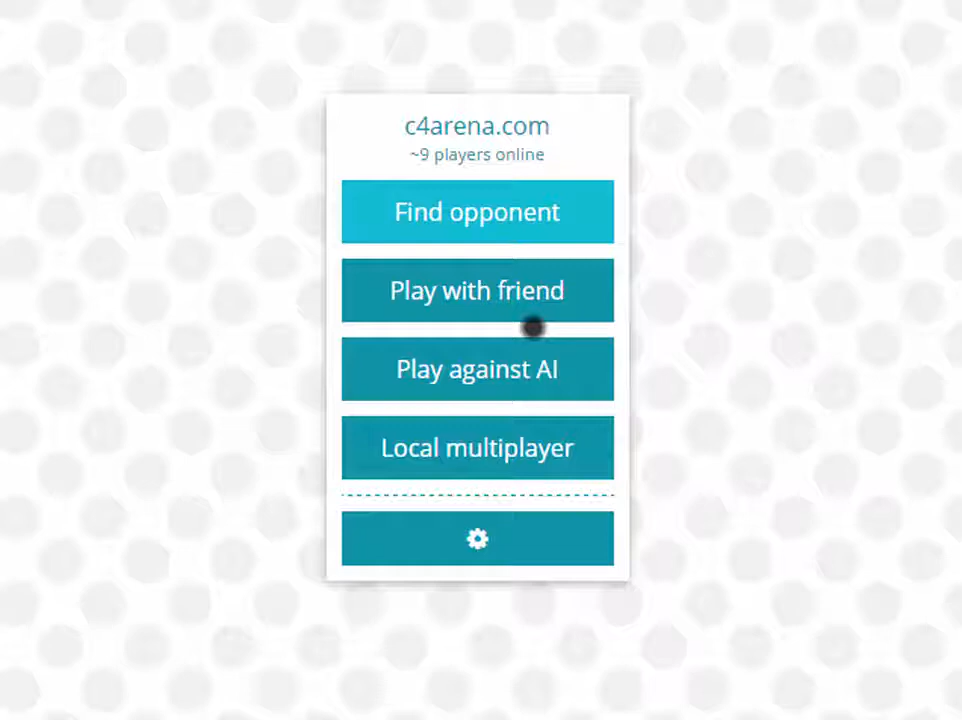 c4arena.com
~9 players online
Find opponent
Play with friend
Play against AI
Local multiplayer